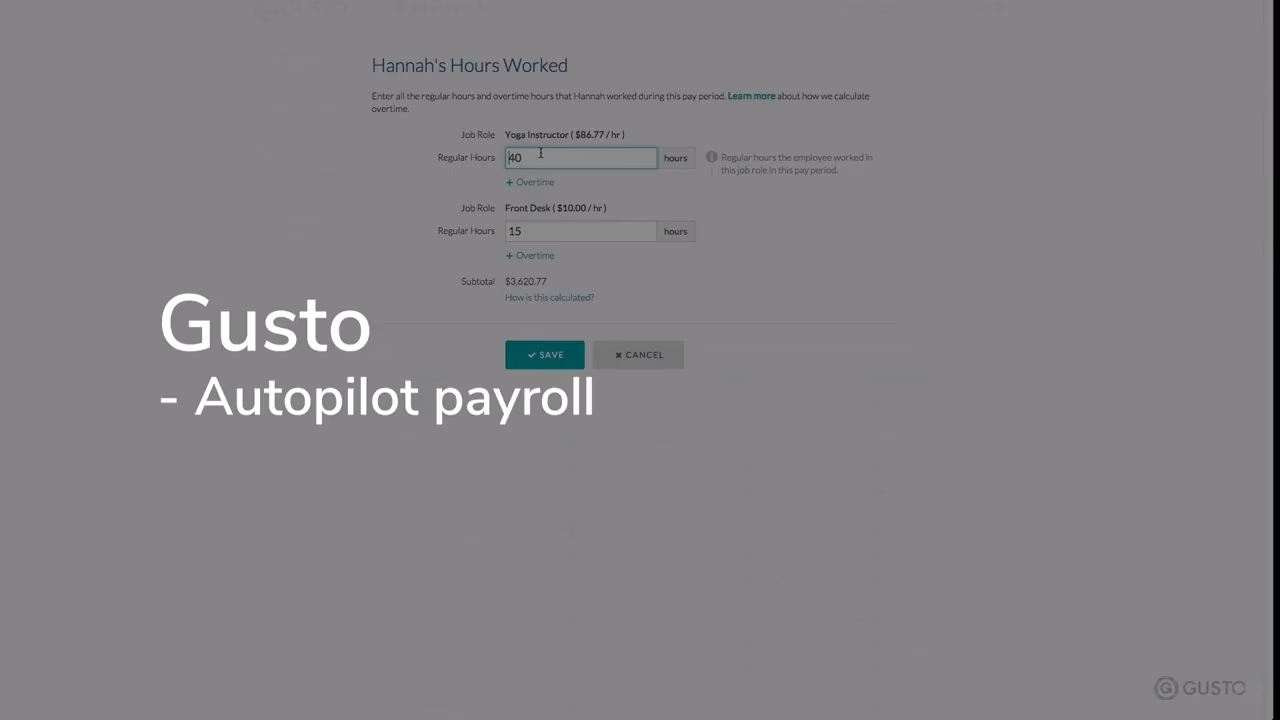 Hannah's Hours Worked
Enter all the regular hours and overtime hours that Hannah worked during this pay period. Learn more about how we calculate
overtime.
Job Role Yoga Instructor ( $86.77 / hr )
Regular Hours 40 hours
Regular hours the employee worked in
this job role in this pay period.
+ Overtime
Job Role Front Desk ( $10.00 / hr )
Regular Hours 15 hours
+ Overtime
Subtotal $3,620.77
How is this calculated?
SAVE CANCEL
Gusto
- Autopilot payroll
GUSTO